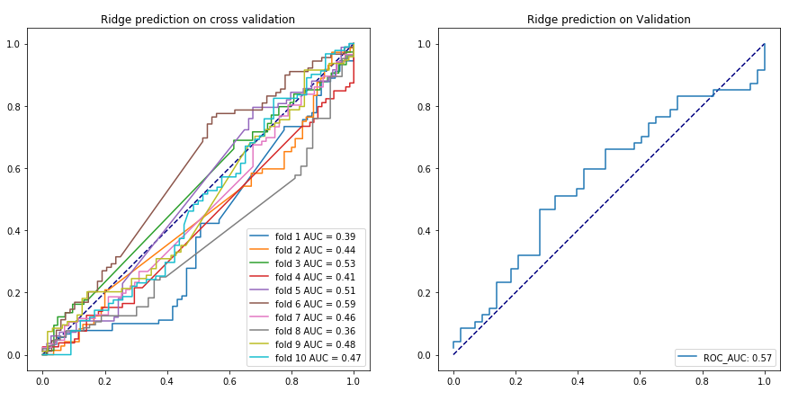 Ridge prediction on cross validation
1.0
0.8
0.6
0.4
0.2
0.0
fold 1 AUC = 0.39
fold 2 AUC = 0.44
fold 3 AUC = 0.53
fold 4 AUC = 0.41
fold 5 AUC = 0.51
fold 6 AUC = 0.59
fold 7 AUC = 0.46
fold 8 AUC = 0.36
fold 9 AUC = 0.48
fold 10 AUC = 0.47
0.0 0.2 0.4 0.6 0.8 1.0
Ridge prediction on Validation
1.0
0.8
0.6
0.4
0.2
0.0
ROC_AUC: 0.57
0.0 0.2 0.4 0.6 0.8 1.0